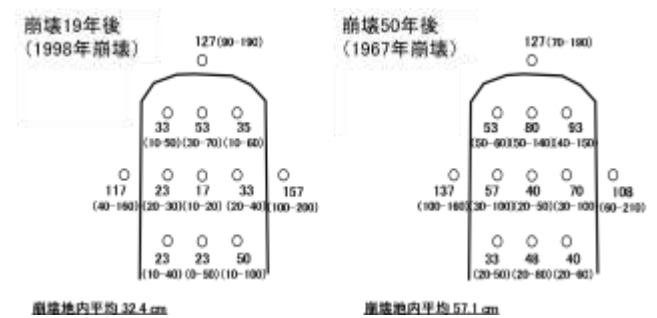 崩壊19年後
(1998年崩壊)
127(90-190)
33 53 35
(10-50)(30-70)(10-60)
117 23 17 33 157
(40-160) (20-30)(10-20) (20-40)(100-200)
23 23 50
(10-40)(0-50)(10-100)
崩壊地内平均 32.4 cm
崩壊50年後
(1967年崩壊)
127(70-190)
53 80 93
(50-60)(50-140)(40-150)
137 57 40 70 108
(100-160)(30-100)(20-50)(30-100)(60-210)
33 48 40
(20-50)(20-80)(20-60)
崩壊地内平均 57.1 cm